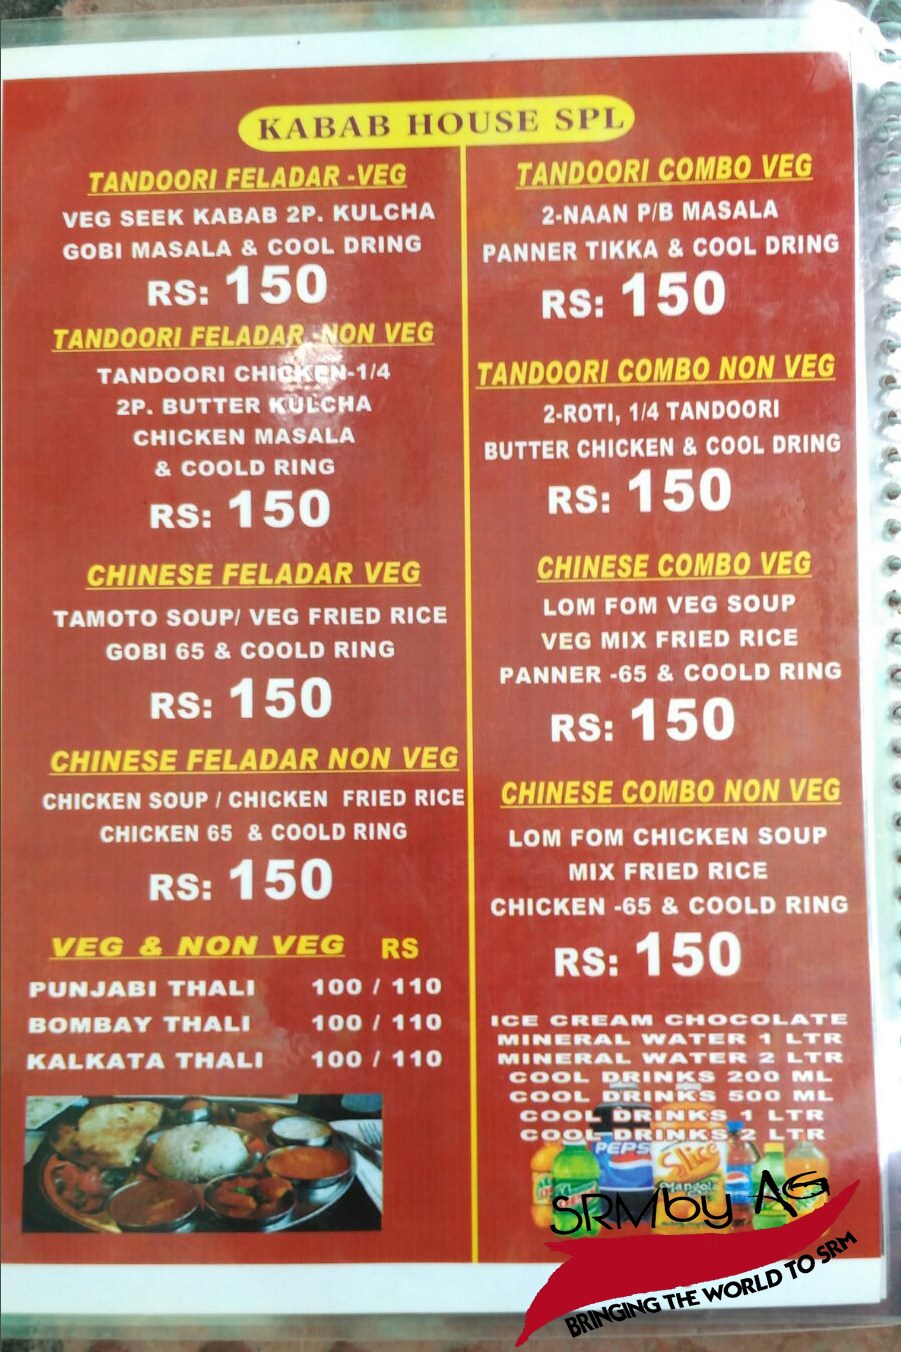 KABAB HOUSE SPL
TANDOORI FELADAR -VEG
VEG SEEK KABAB 2P. KULCHA
GOBI MASALA & COOL DRING
RS: 150
TANDOORI FELADAR, NON VEG
TANDOORI CHICKEN-1/4
2P. BUTTER KULCHA
CHICKEN MASALA
& COOLD RING
RS: 150
CHINESE FELADAR VEG
TAMOTO SOUP/ VEG FRIED RICE
GOBI 65 & COOLD RING
RS: 150
CHINESE FELADAR NON VEG
CHICKEN SOUP / CHICKEN FRIED RICE
CHICKEN 65 & COOLD RING
RS: 150
VEG & NON VEG RS
PUNJABI THALI 100 / 110
BOMBAY THALI 100 / 110
KALKATA THALI 100 / 110
TANDOORI COMBO VEG
2-NAAN P/B MASALA
PANNER TIKKA & COOL DRING
RS: 150
TANDOORI COMBO NON VEG
2-ROTI, 1/4 TANDOORI
BUTTER CHICKEN & COOL DRING
RS: 150
CHINESE COMBO VEG
LOM FOM VEG SOUP
VEG MIX FRIED RICE
PANNER -65 & COOLD RING
RS: 150
CHINESE COMBO NON VEG
LOM FOM CHICKEN SOUP
MIX FRIED RICE
CHICKEN -65 & COOLD RING
RS: 150
ICE CREAM CHOCOLATE
MINERAL WATER 1 LTR
MINERAL WATER 2 LTR
COOL DRINKS 200 ML
COOL DRINKS 500 ML
COOL DRINKS 1 LTR
COOL DRINKS 2 LTR
PEPSI
Slice
SRM by AG
BRINGING THE WORLD TO SRM